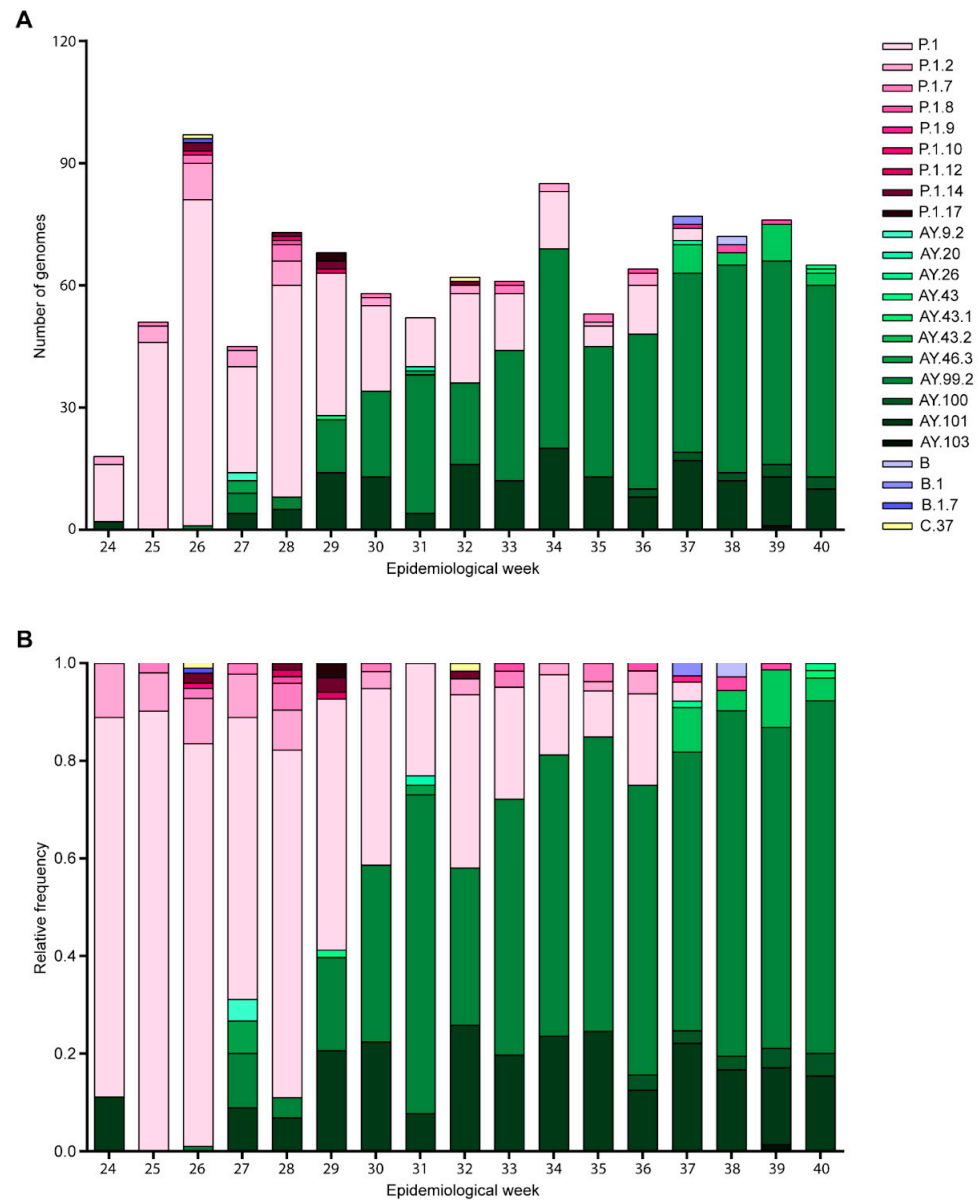 A
120
90
60
30
0
Number of genomes
24 25 26 27 28 29 30 31 32 33 34 35 36 37 38 39 40
Epidemiological week
P.1
P.1.2
P.1.7
P.1.8
P.1.9
P.1.10
P.1.12
P.1.14
P.1.17
AY.9.2
AY.20
AY.26
AY.43
AY.43.1
AY.43.2
AY.46.3
AY.99.2
AY.100
AY.101
AY.103
B
B.1
B.1.7
C.37
B
1.0
0.8
0.6
0.4
0.2
0.0
Relative frequency
24 25 26 27 28 29 30 31 32 33 34 35 36 37 38 39 40
Epidemiological week